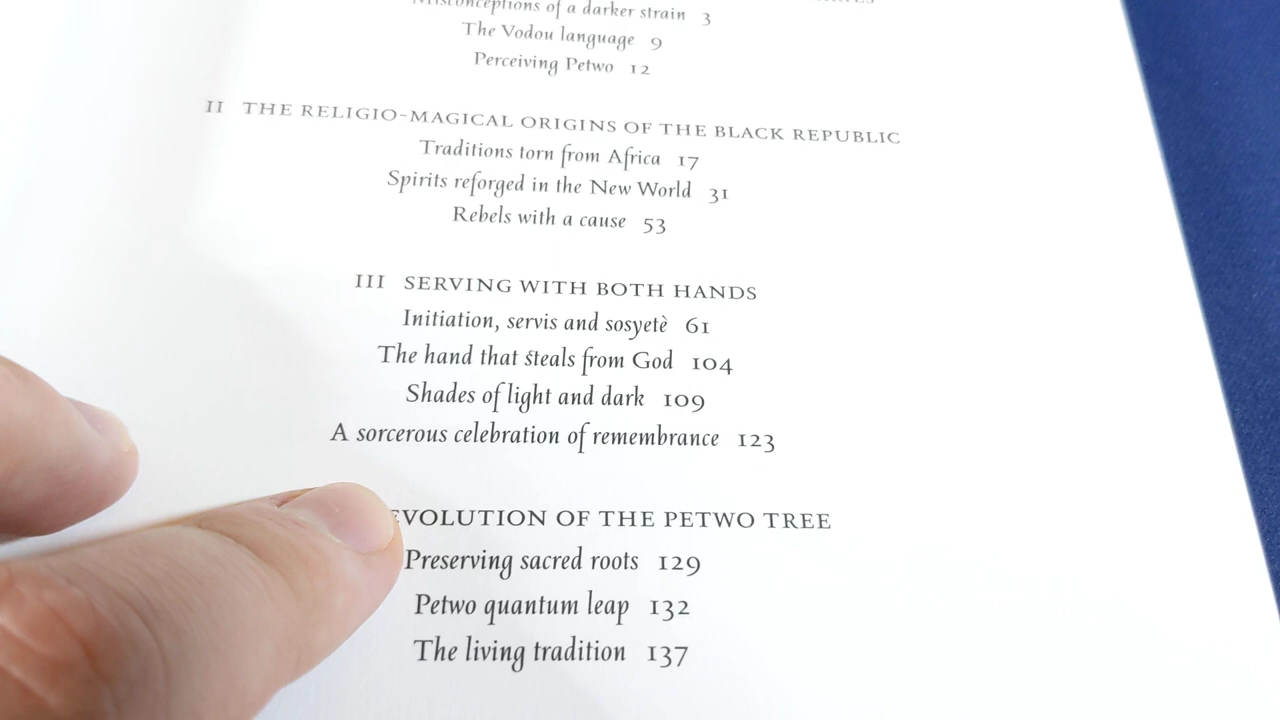 Misconceptions of a darker strain 3
The Vodou language 9
Perceiving Petwo 12
II THE RELIGIO-MAGICAL ORIGINS OF THE BLACK REPUBLIC
Traditions torn from Africa 17
Spirits reforged in the New World 31
Rebels with a cause 53
III SERVING WITH BOTH HANDS
Initiation, servis and sosyetè 61
The hand that steals from God 104
Shades of light and dark 109
A sorcerous celebration of remembrance 123
EVOLUTION OF THE PETWO TREE
Preserving sacred roots 129
Petwo quantum leap 132
The living tradition 137